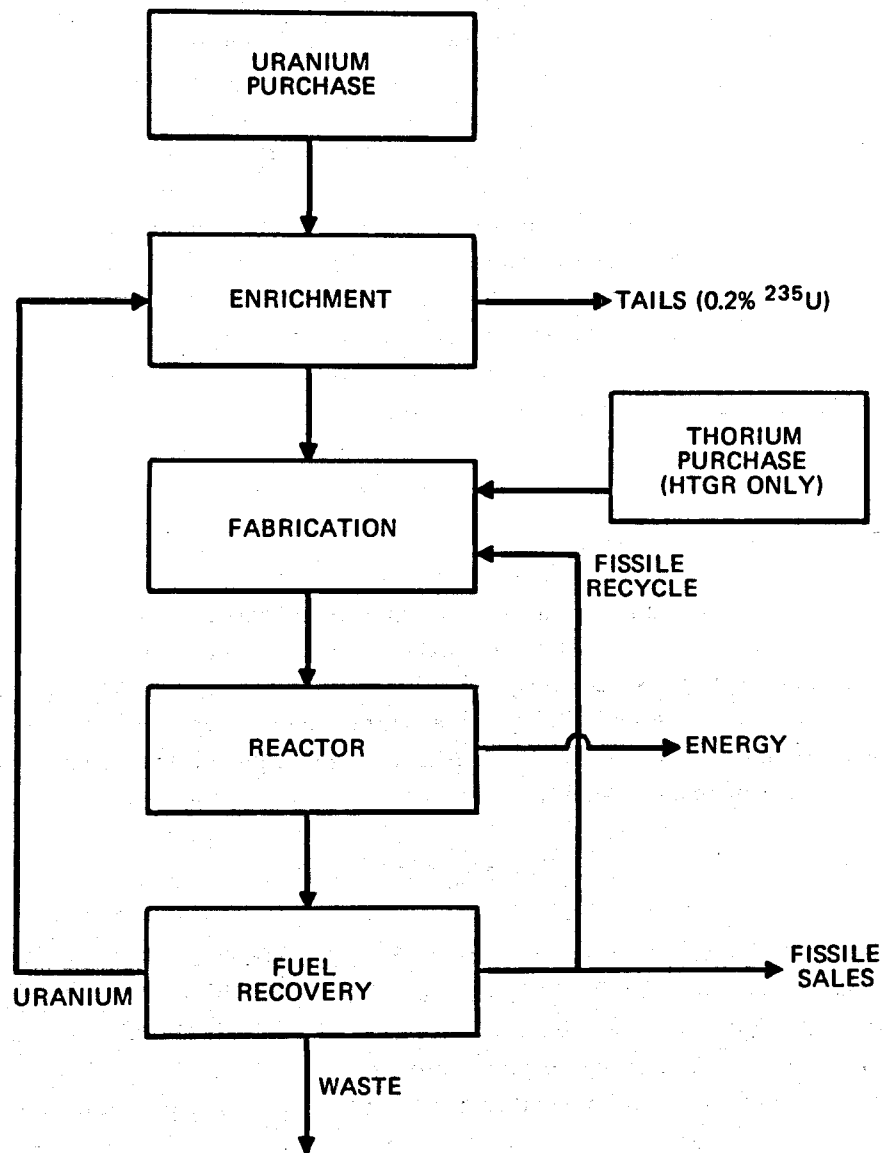 URANIUM
PURCHASE
ENRICHMENT
TAILS (0.2% ²³⁵U)
THORIUM
PURCHASE
(HTGR ONLY)
FABRICATION
FISSILE
RECYCLE
REACTOR
ENERGY
FUEL
RECOVERY
FISSILE
SALES
URANIUM
WASTE